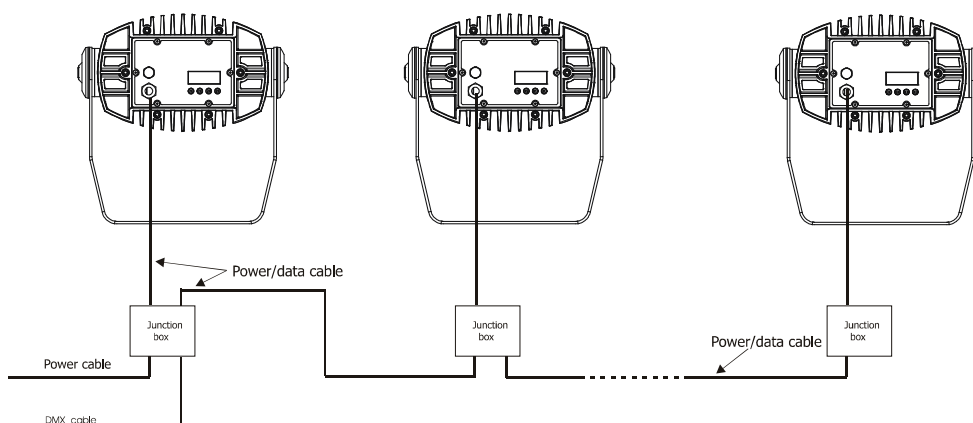 Power/data cable
Junction
box
Junction
box
Junction
box
Power/data cable
Power cable
DMX cable